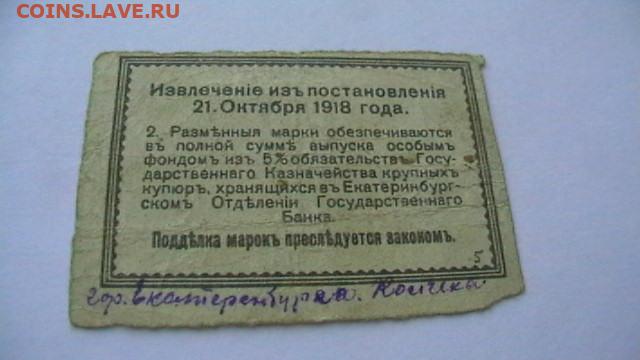 COINS.LAVE.RU
Извлеченіе изъ постановленія
21. Октября 1918 года.
2. Размѣнныя марки обезпечиваются
въ полной суммѣ выпуска особымъ
фондомъ изъ 5% обязательствъ Госу-
дарственнаго Казначейства крупныхъ
купюръ, хранящихся въ Екатеринбург-
скомъ Отдѣленіи Государственнаго
Банка.
Поддѣлка марокъ преслѣдуется закономъ.
5